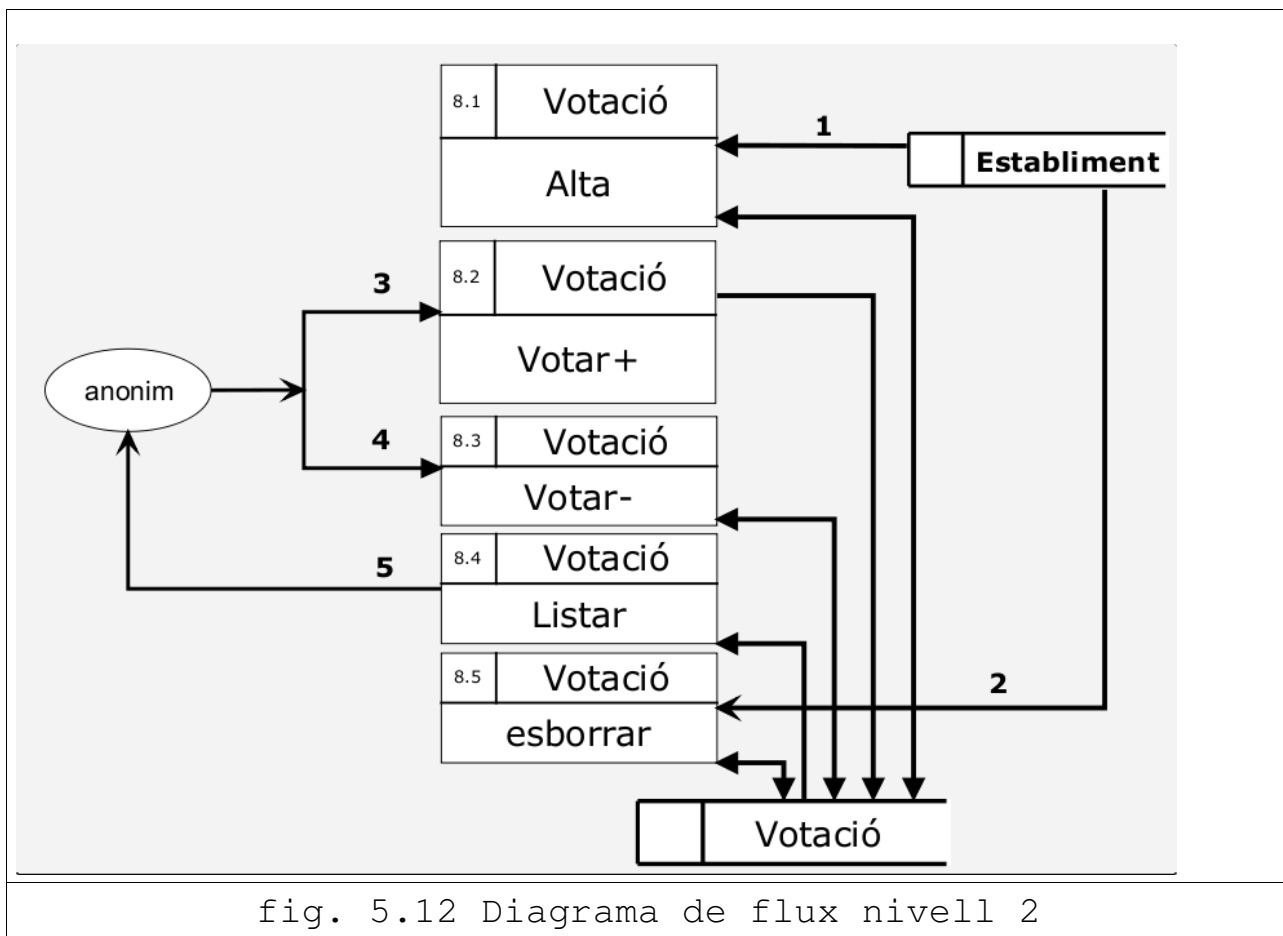 8.1 Votació
1
Establiment
Alta
3
8.2 Votació
Votar+
anonim
4
8.3 Votació
Votar-
5
8.4 Votació
Listar
8.5 Votació
2
esborrar
Votació
fig. 5.12 Diagrama de flux nivell 2